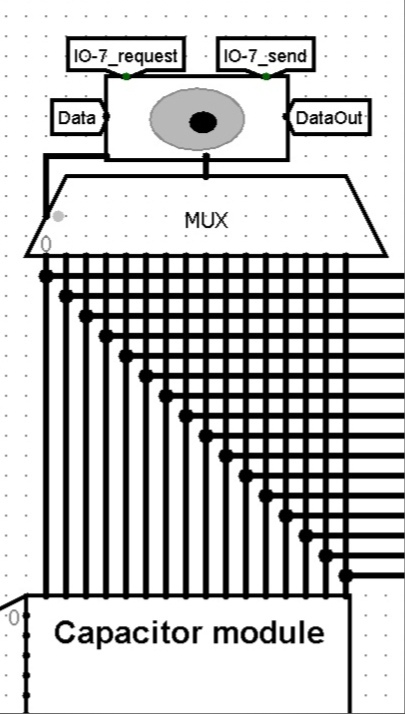 IO-7_request
IO-7_send
Data
DataOut
MUX
0
0
Capacitor module